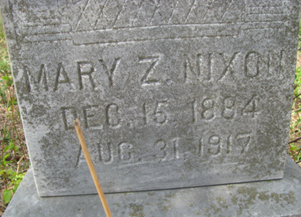 MARY Z. NIXON
DEC. 15 1884
AUG. 31. 1917